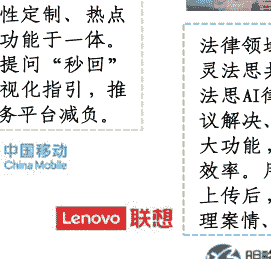 性定制、热点
功能于一体。
提问“秒回”
视化指引，推
务平台减负。
中国移动
China Mobile
Lenovo 联想
法律领域
灵法思
法思AI律
议解决、
大功能，
效率。用
上传后，
理案情、